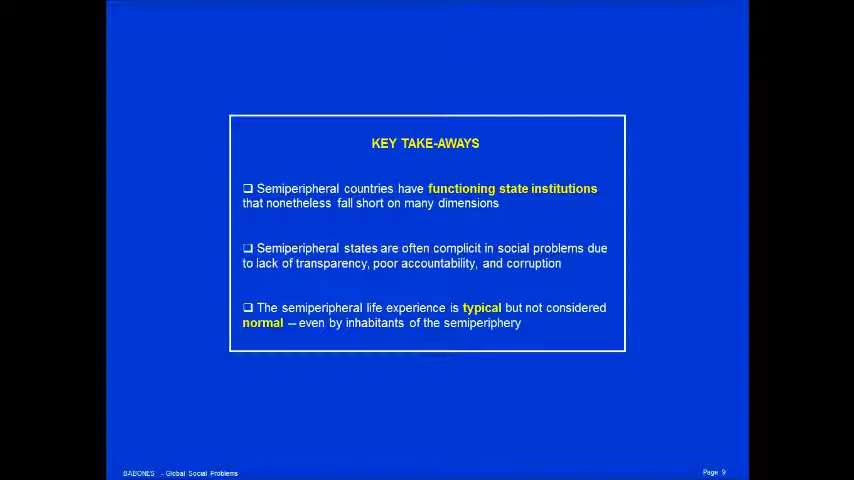 KEY TAKE-AWAYS
❑ Semiperipheral countries have functioning state institutions
that nonetheless fall short on many dimensions
❑ Semiperipheral states are often complicit in social problems due
to lack of transparency, poor accountability, and corruption
❑ The semiperipheral life experience is typical but not considered
normal -- even by inhabitants of the semiperiphery
BABONES - Global Social Problems
Page 9